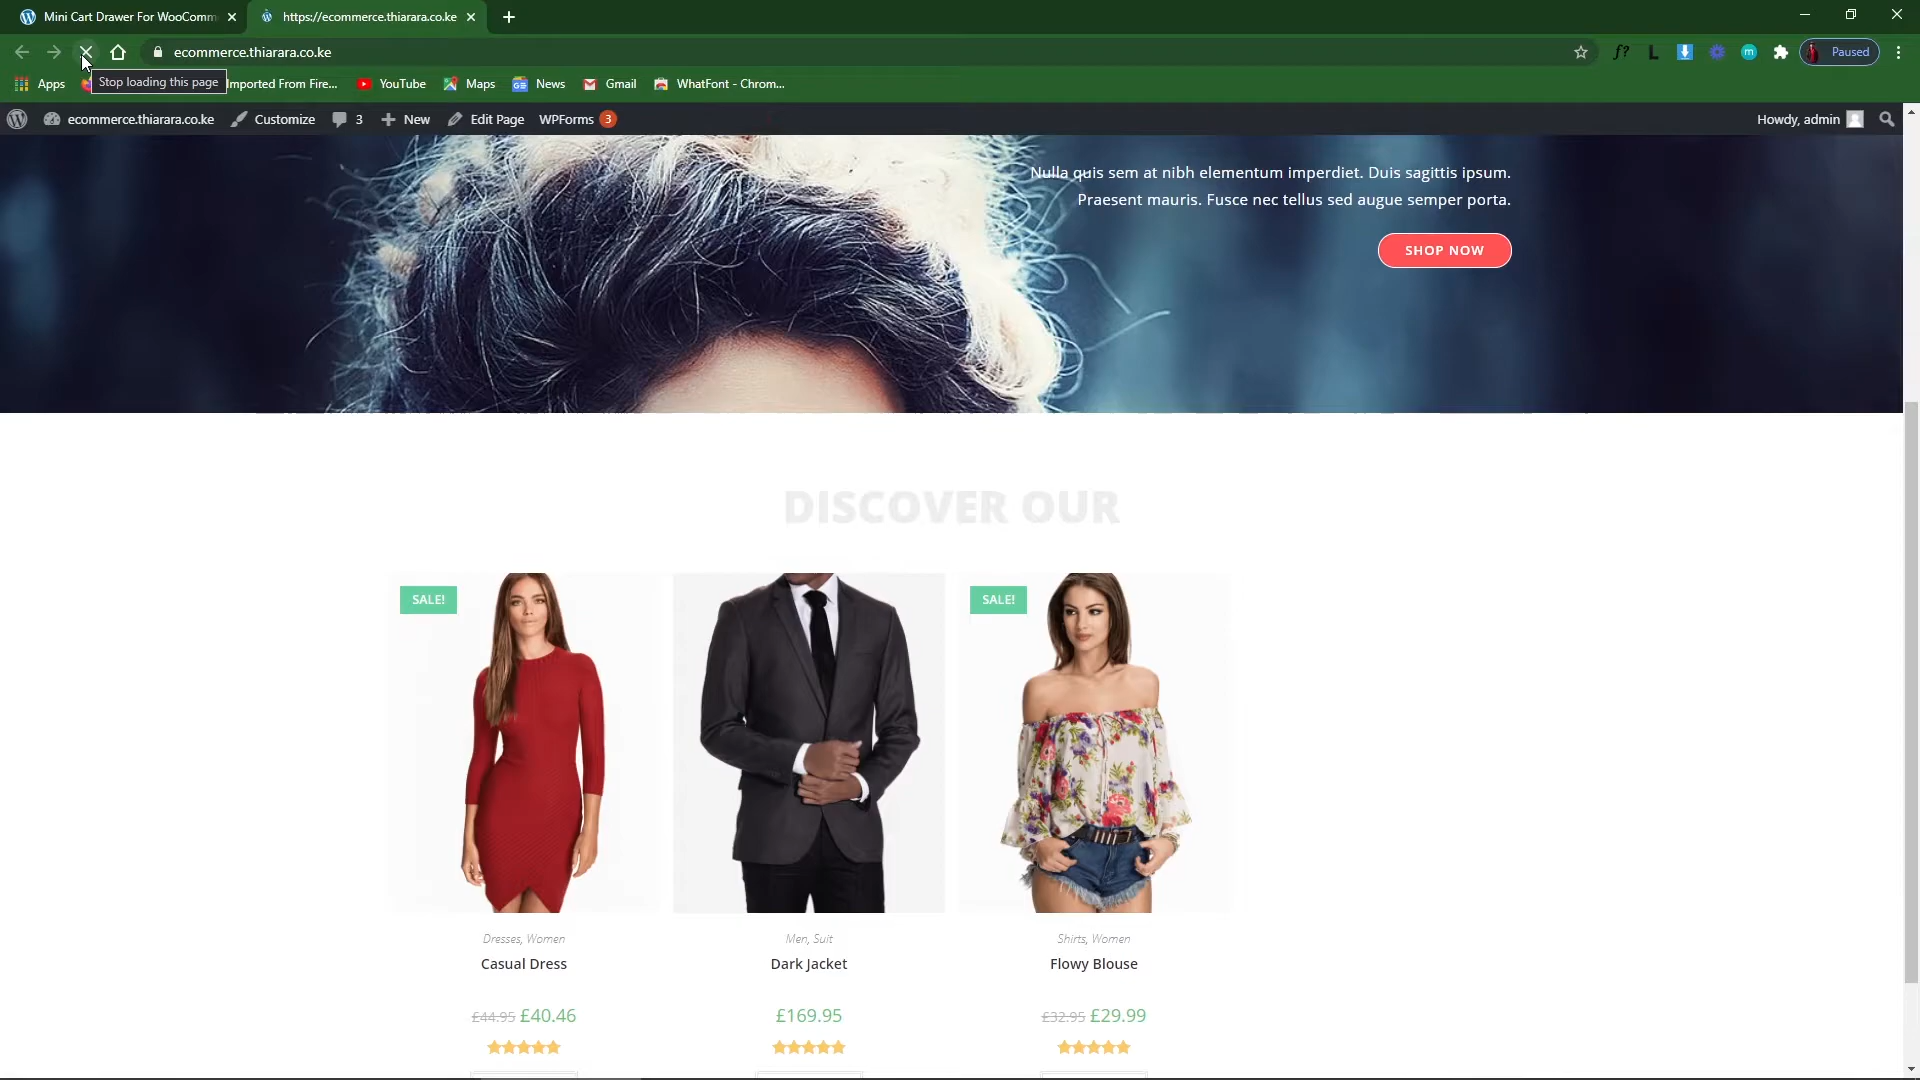 Mini Cart Drawer For WooComm
https://ecommerce.thiarara.co.ke
ecommerce.thiarara.co.ke
f?
L
m
Paused
Stop loading this page
Apps
Imported From Fire...
YouTube
Maps
News
Gmail
WhatFont - Chrom...
ecommerce.thiarara.co.ke
Customize
3
New
Edit Page
WPForms 3
Howdy, admin
Nulla quis sem at nibh elementum imperdiet. Duis sagittis ipsum.
Praesent mauris. Fusce nec tellus sed augue semper porta.
SHOP NOW
DISCOVER OUR
SALE!
SALE!
Dresses, Women
Men, Suit
Shirts, Women
Casual Dress
Dark Jacket
Flowy Blouse
£44.95 £40.46
£169.95
£32.95 £29.99